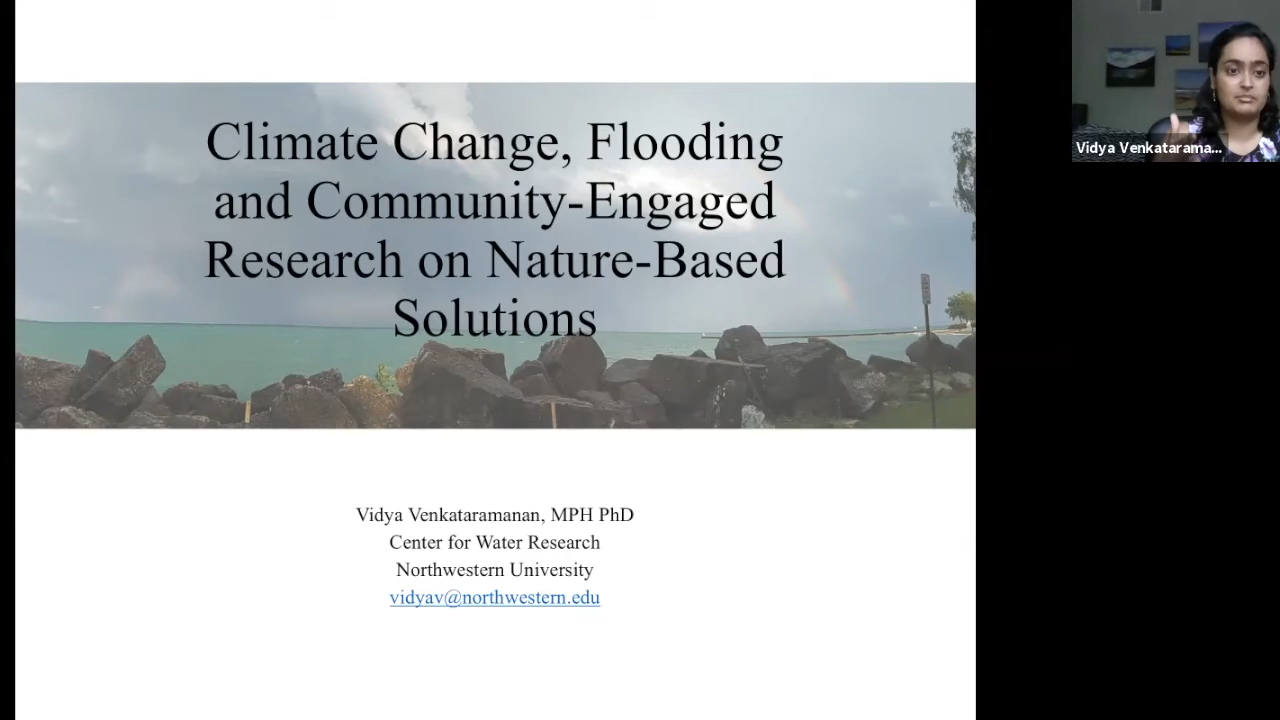 Climate Change, Flooding
and Community-Engaged
Research on Nature-Based
Solutions
Vidya Venkataramanan, MPH PhD
Center for Water Research
Northwestern University
vidyav@northwestern.edu
Vidya Venkatarama...